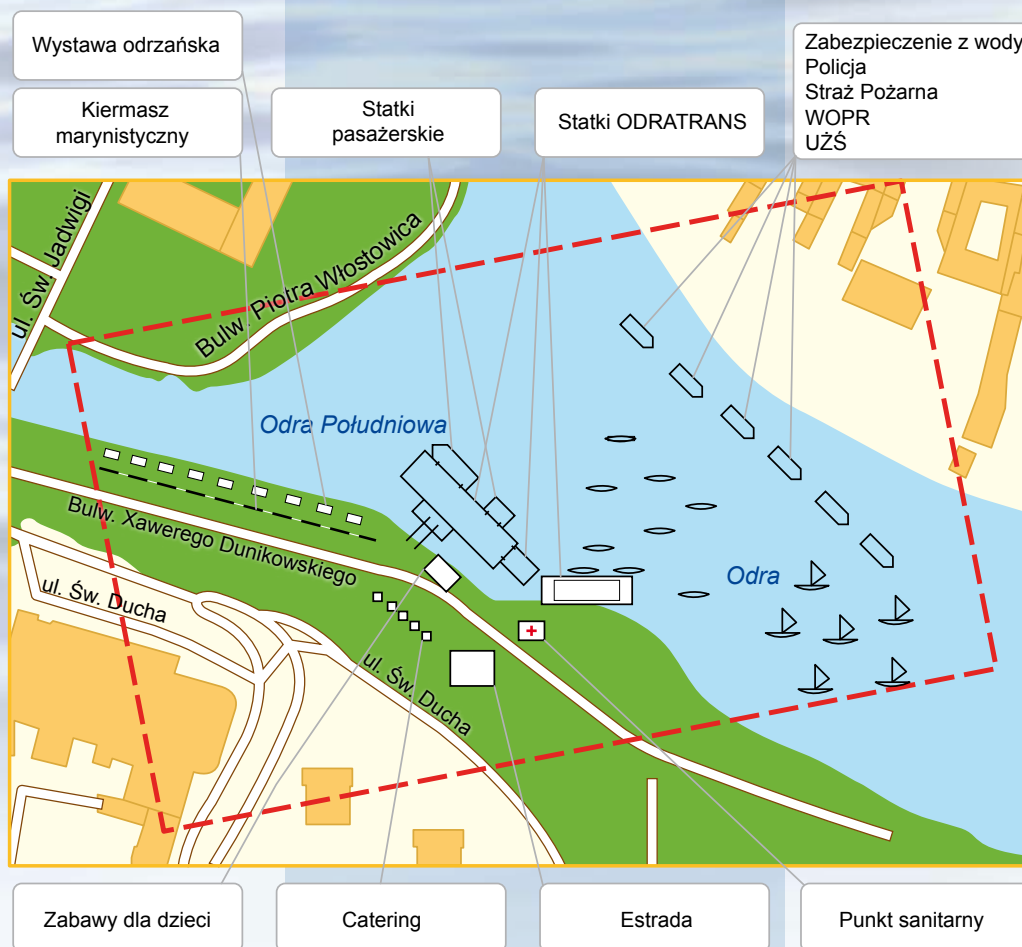 Wystawa odrzańska
Kiermasz
marynistyczny
Statki
pasażerskie
Statki ODRATRANS
Zabezpieczenie z wody
Policja
Straż Pożarna
WOPR
UŻŚ
ul. Św. Jadwigi
Bulw. Piotra Włostowica
Odra Południowa
Bulw. Xawerego Dunikowskiego
ul. Św. Ducha
Odra
ul. Św. Ducha
Zabawy dla dzieci
Catering
Estrada
Punkt sanitarny